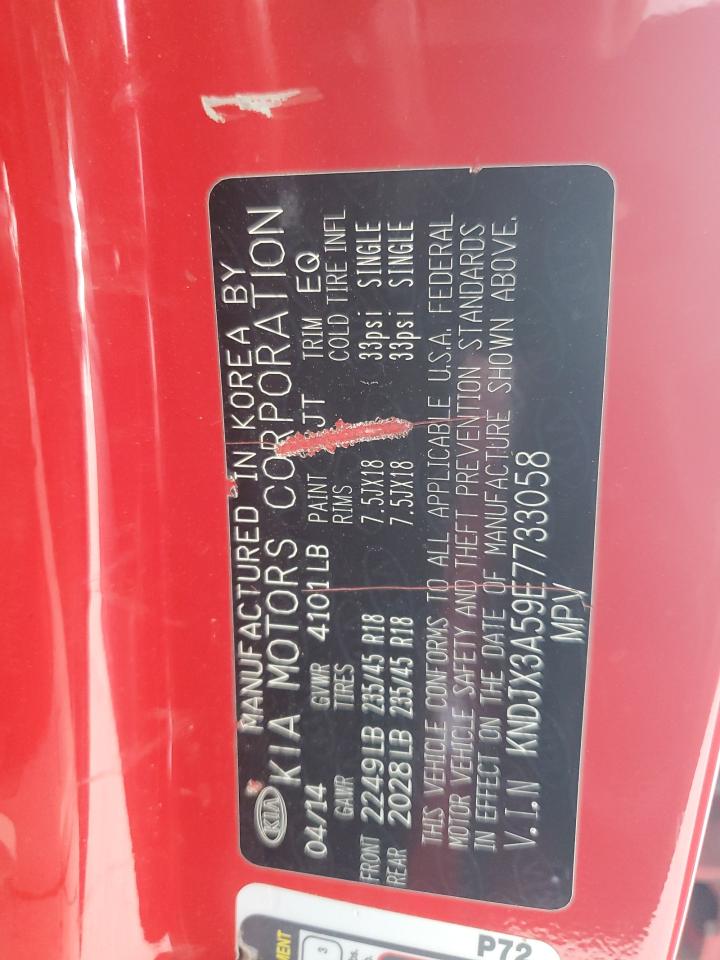 KIA
MANUFACTURED IN KOREA BY
KIA MOTORS CORPORATION
04/14 GVWR 4101LB PAINT JT TRIM EQ
GAWR TIRES RIMS COLD TIRE INFL
FRONT 2249LB 235/45 R18 7.5JX18 33psi SINGLE
REAR 2028LB 235/45 R18 7.5JX18 33psi SINGLE
THIS VEHICLE CONFORMS TO ALL APPLICABLE U.S.A. FEDERAL
MOTOR VEHICLE SAFETY AND THEFT PREVENTION STANDARDS
IN EFFECT ON THE DATE OF MANUFACTURE SHOWN ABOVE.
V.I.N KNDJX3A59E7733058
MPV
3
P72